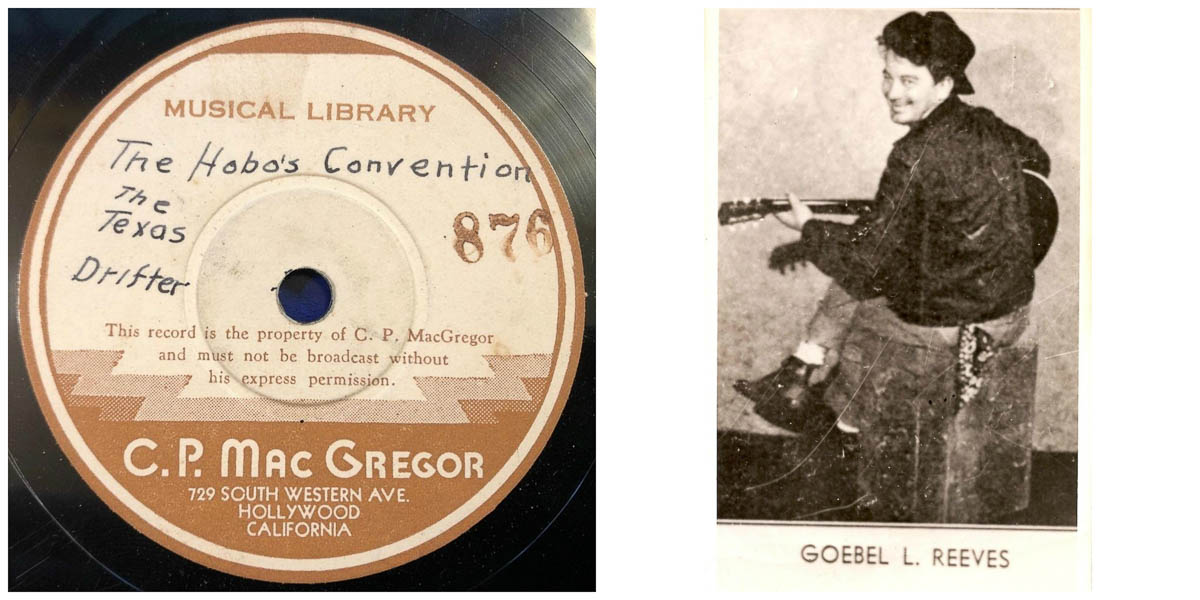 MUSICAL LIBRARY
The Hobo's Convention
The
Texas
Drifter
876
This record is the property of C. P. MacGregor
and must not be broadcast without
his express permission.
C.P. MAC GREGOR
729 SOUTH WESTERN AVE.
HOLLYWOOD
CALIFORNIA
GOEBEL L. REEVES